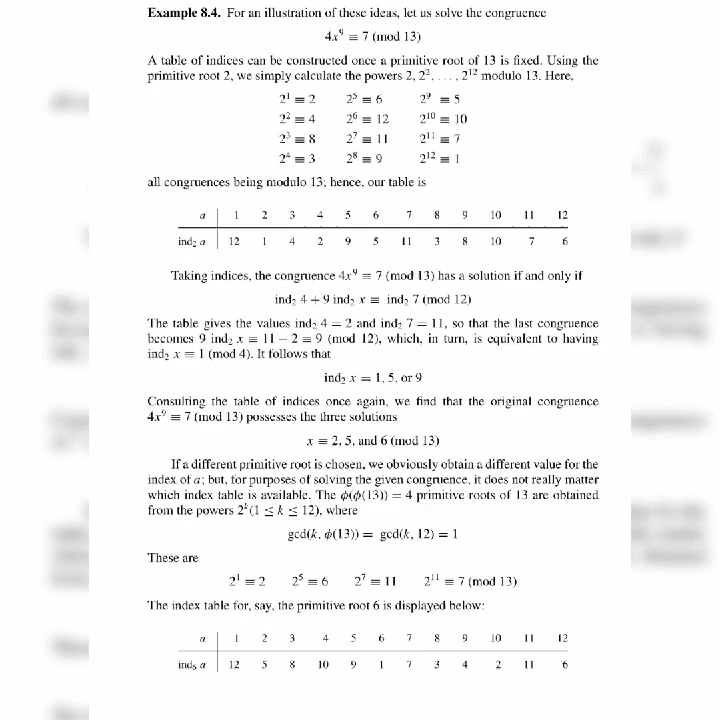 Example 8.4. For an illustration of these ideas, let us solve the congruence
4x⁹ ≡ 7 (mod 13)
A table of indices can be constructed once a primitive root of 13 is fixed. Using the
primitive root 2, we simply calculate the powers 2, 2², . . . , 2¹² modulo 13. Here,
2¹ ≡ 2 2⁵ ≡ 6 2⁹ ≡ 5
2² ≡ 4 2⁶ ≡ 12 2¹⁰ ≡ 10
2³ ≡ 8 2⁷ ≡ 11 2¹¹ ≡ 7
2⁴ ≡ 3 2⁸ ≡ 9 2¹² ≡ 1
all congruences being modulo 13; hence, our table is
a 1 2 3 4 5 6 7 8 9 10 11 12
ind₂ a 12 1 4 2 9 5 11 3 8 10 7 6
Taking indices, the congruence 4x⁹ ≡ 7 (mod 13) has a solution if and only if
ind₂ 4 + 9 ind₂ x ≡ ind₂ 7 (mod 12)
The table gives the values ind₂ 4 = 2 and ind₂ 7 = 11, so that the last congruence
becomes 9 ind₂ x ≡ 11 − 2 ≡ 9 (mod 12), which, in turn, is equivalent to having
ind₂ x ≡ 1 (mod 4). It follows that
ind₂ x = 1, 5, or 9
Consulting the table of indices once again, we find that the original congruence
4x⁹ ≡ 7 (mod 13) possesses the three solutions
x ≡ 2, 5, and 6 (mod 13)
If a different primitive root is chosen, we obviously obtain a different value for the
index of a; but, for purposes of solving the given congruence, it does not really matter
which index table is available. The ϕ(ϕ(13)) = 4 primitive roots of 13 are obtained
from the powers 2ᵏ(1 ≤ k ≤ 12), where
gcd(k, ϕ(13)) = gcd(k, 12) = 1
These are
2¹ ≡ 2 2⁵ ≡ 6 2⁷ ≡ 11 2¹¹ ≡ 7 (mod 13)
The index table for, say, the primitive root 6 is displayed below:
a 1 2 3 4 5 6 7 8 9 10 11 12
ind₆ a 12 5 8 10 9 1 7 3 4 2 11 6